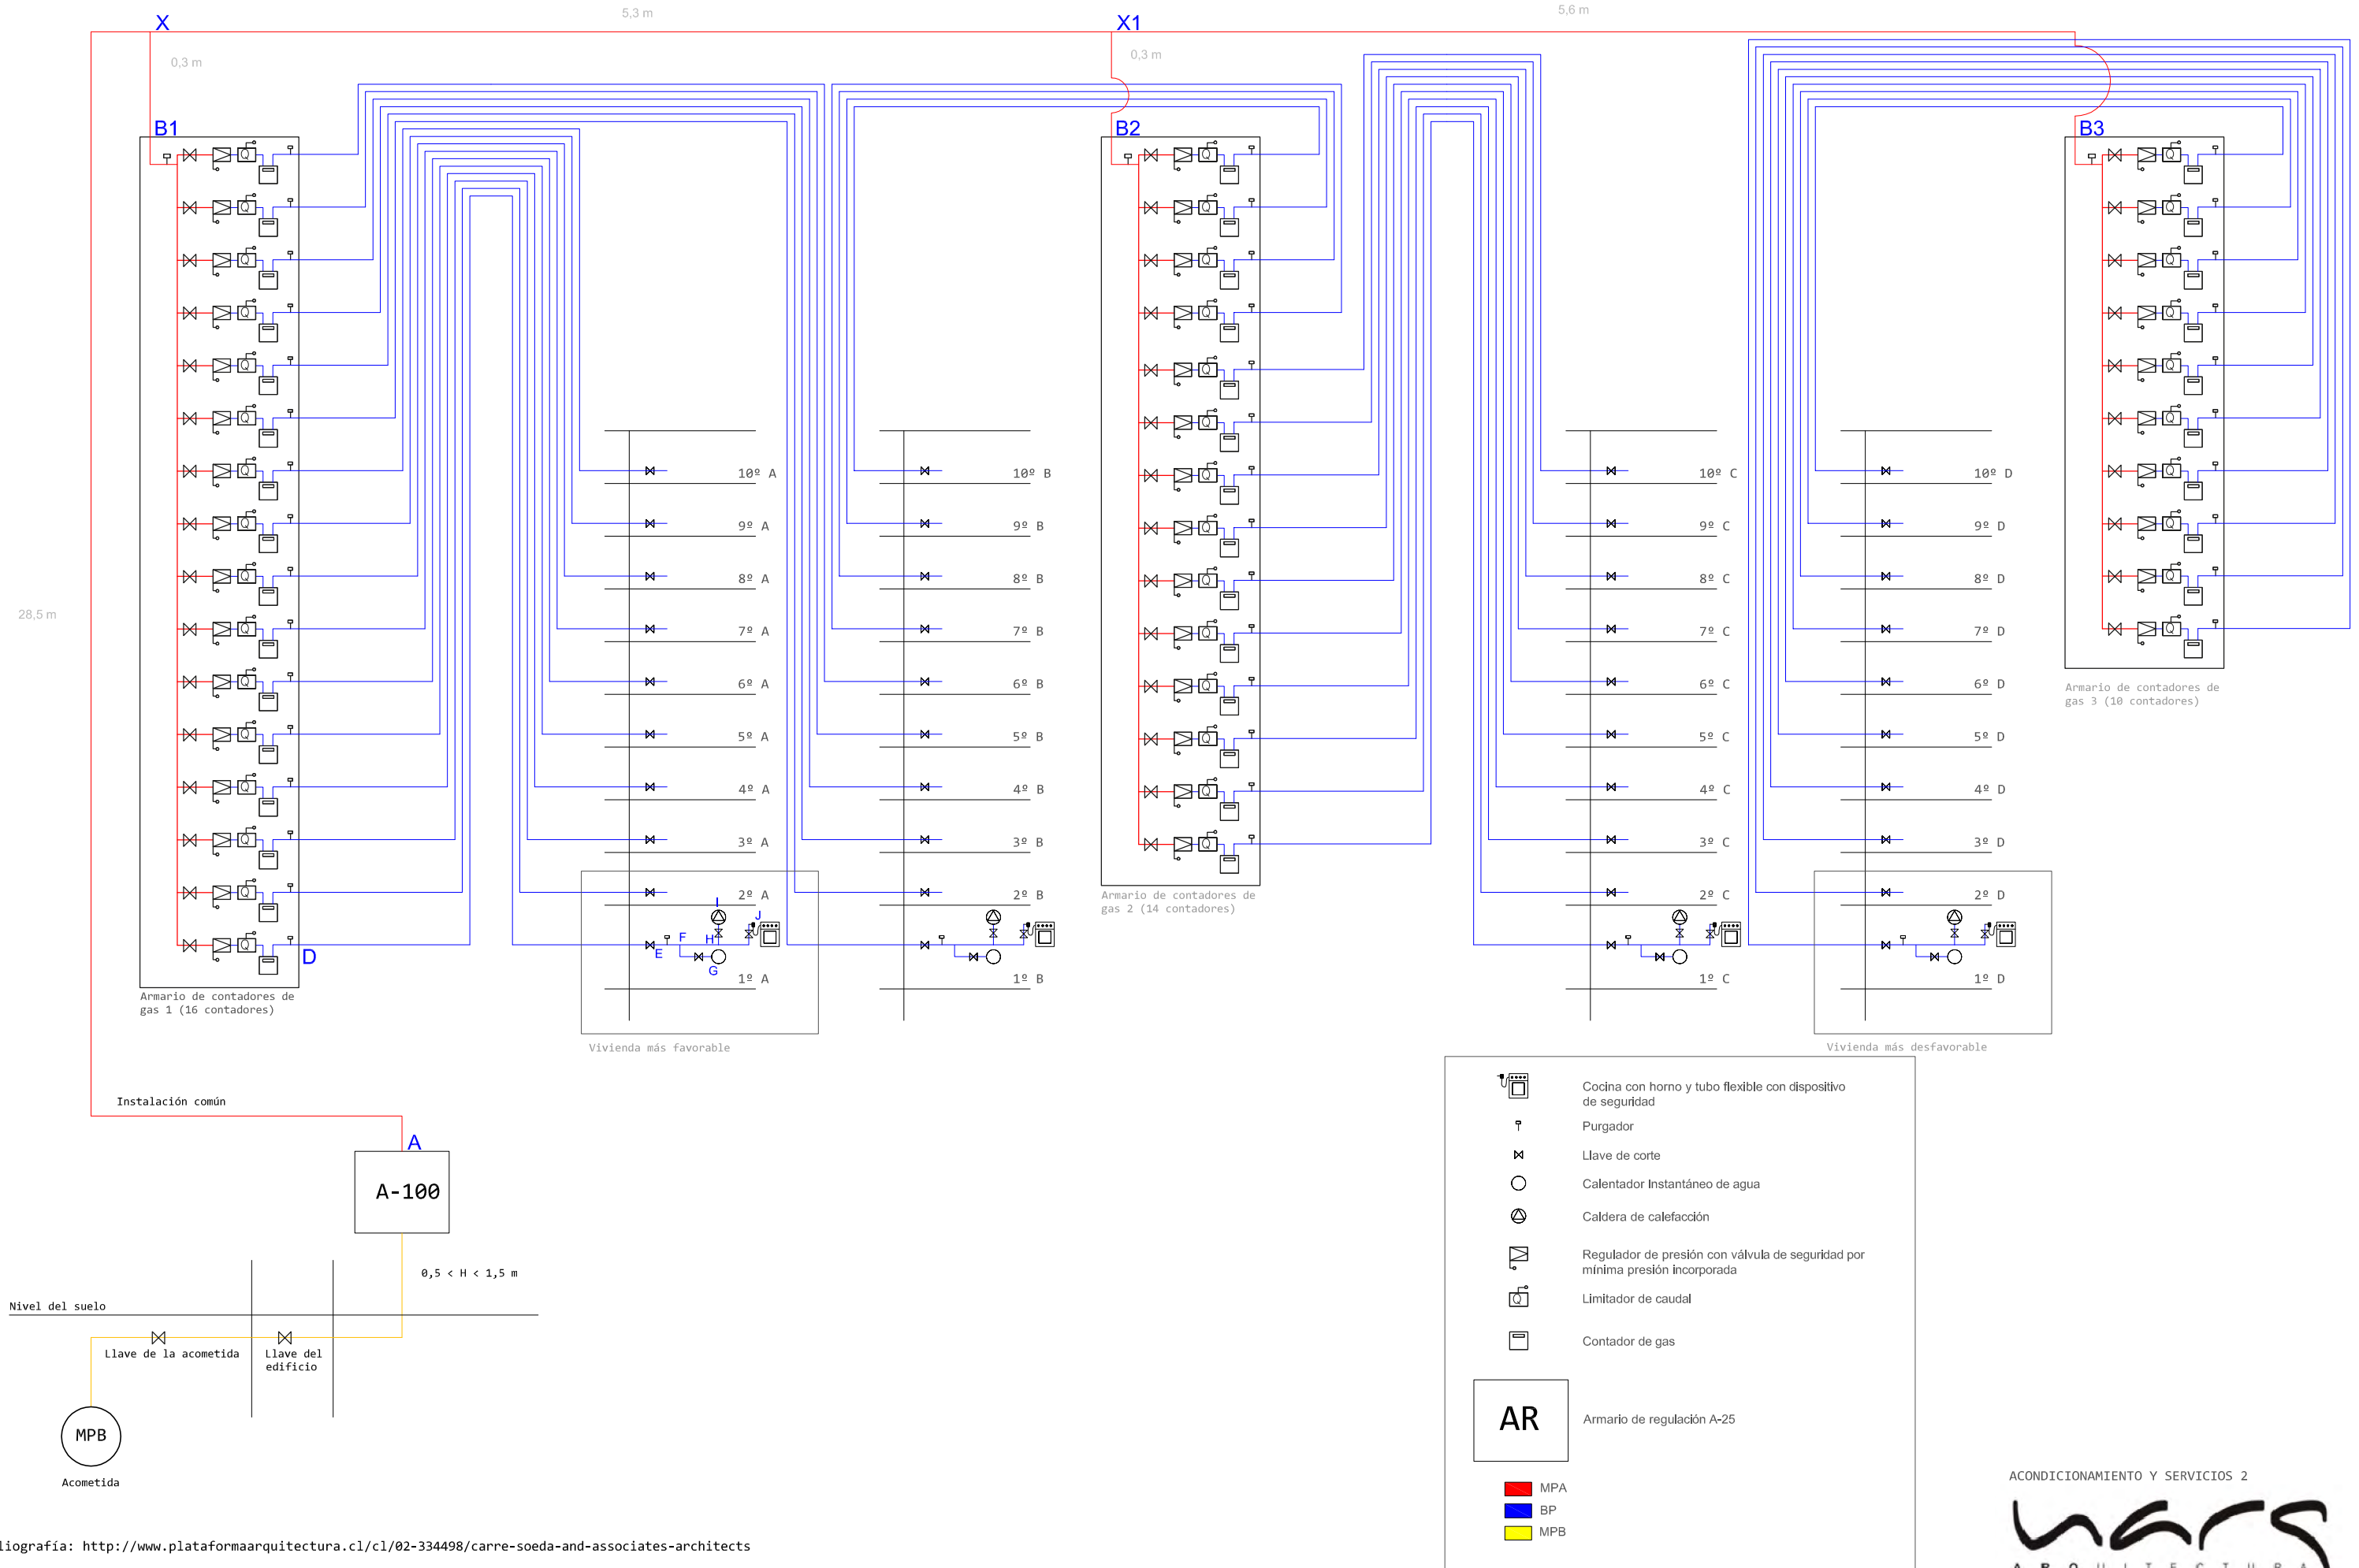 5,3 m
5,6 m
X
X1
0,3 m
0,3 m
B1
B2
B3
28,5 m
10º A
10º B
10º C
10º D
9º A
9º B
9º C
9º D
8º A
8º B
8º C
8º D
7º A
7º B
7º C
7º D
6º A
6º B
6º C
6º D
5º A
5º B
5º C
5º D
4º A
4º B
4º C
4º D
3º A
3º B
3º C
3º D
2º A
2º B
2º C
2º D
I
J
F
H
E
G
D
1º A
1º B
1º C
1º D
Armario de contadores de
gas 3 (10 contadores)
Armario de contadores de
gas 2 (14 contadores)
Armario de contadores de
gas 1 (16 contadores)
Vivienda más favorable
Vivienda más desfavorable
Instalación común
A
A-100
0,5 < H < 1,5 m
Nivel del suelo
Llave de la acometida
Llave del
edificio
MPB
Acometida
Cocina con horno y tubo flexible con dispositivo
de seguridad
Purgador
Llave de corte
Calentador Instantáneo de agua
Caldera de calefacción
Regulador de presión con válvula de seguridad por
mínima presión incorporada
Q
Limitador de caudal
Contador de gas
AR
Armario de regulación A-25
MPA
BP
MPB
ACONDICIONAMIENTO Y SERVICIOS 2
nars
ARQUITECTURA
liografía: http://www.plataformaarquitectura.cl/cl/02-334498/carre-soeda-and-associates-architects